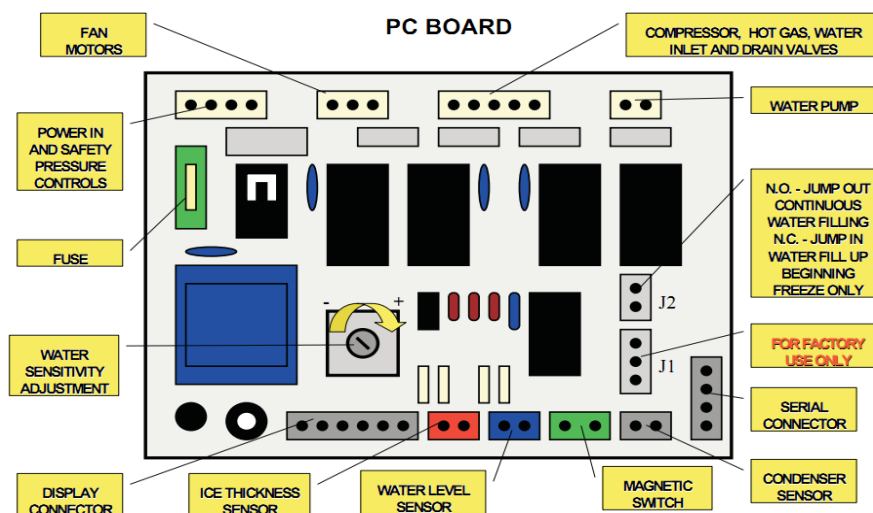 PC BOARD
FAN
MOTORS
COMPRESSOR, HOT GAS, WATER
INLET AND DRAIN VALVES
POWER IN
AND SAFETY
PRESSURE
CONTROLS
WATER PUMP
N.O. - JUMP OUT
CONTINUOUS
WATER FILLING
N.C. - JUMP IN
WATER FILL UP
BEGINNING
FREEZE ONLY
FUSE
- +
J2
WATER
SENSITIVITY
ADJUSTMENT
J1
FOR FACTORY
USE ONLY
SERIAL
CONNECTOR
DISPLAY
CONNECTOR
ICE THICKNESS
SENSOR
WATER LEVEL
SENSOR
MAGNETIC
SWITCH
CONDENSER
SENSOR